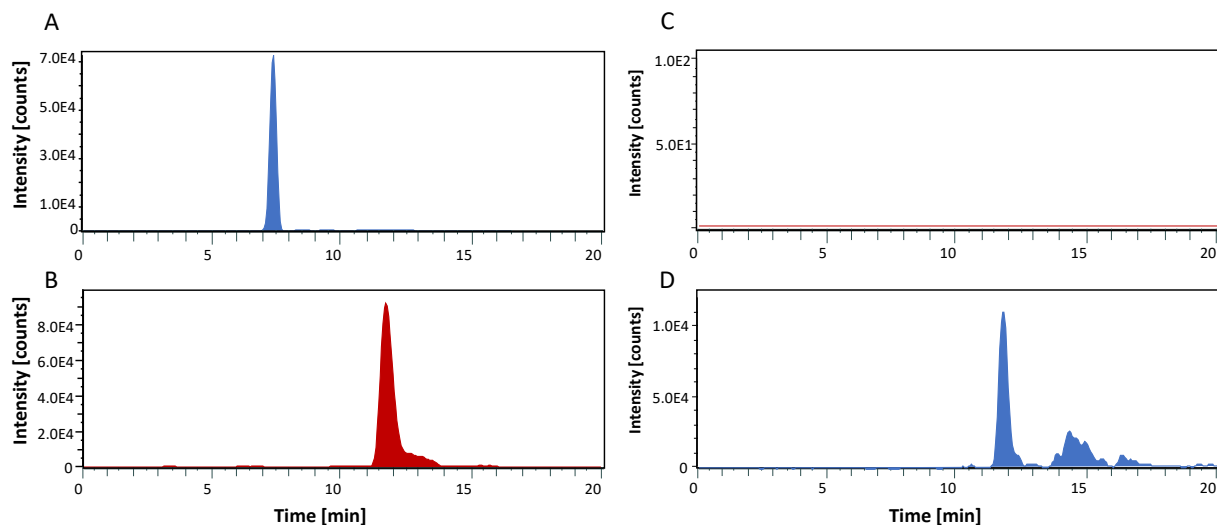 A
Intensity [counts]
7.0E4
5.0E4
3.0E4
1.0E4
0
0 5 10 15 20
B
Intensity [counts]
8.0E4
6.0E4
4.0E4
2.0E4
0
0 5 10 15 20
Time [min]
C
Intensity [counts]
1.0E2
5.0E1
0
0 5 10 15 20
D
Intensity [counts]
1.0E4
5.0E4
0
0 5 10 15 20
Time [min]